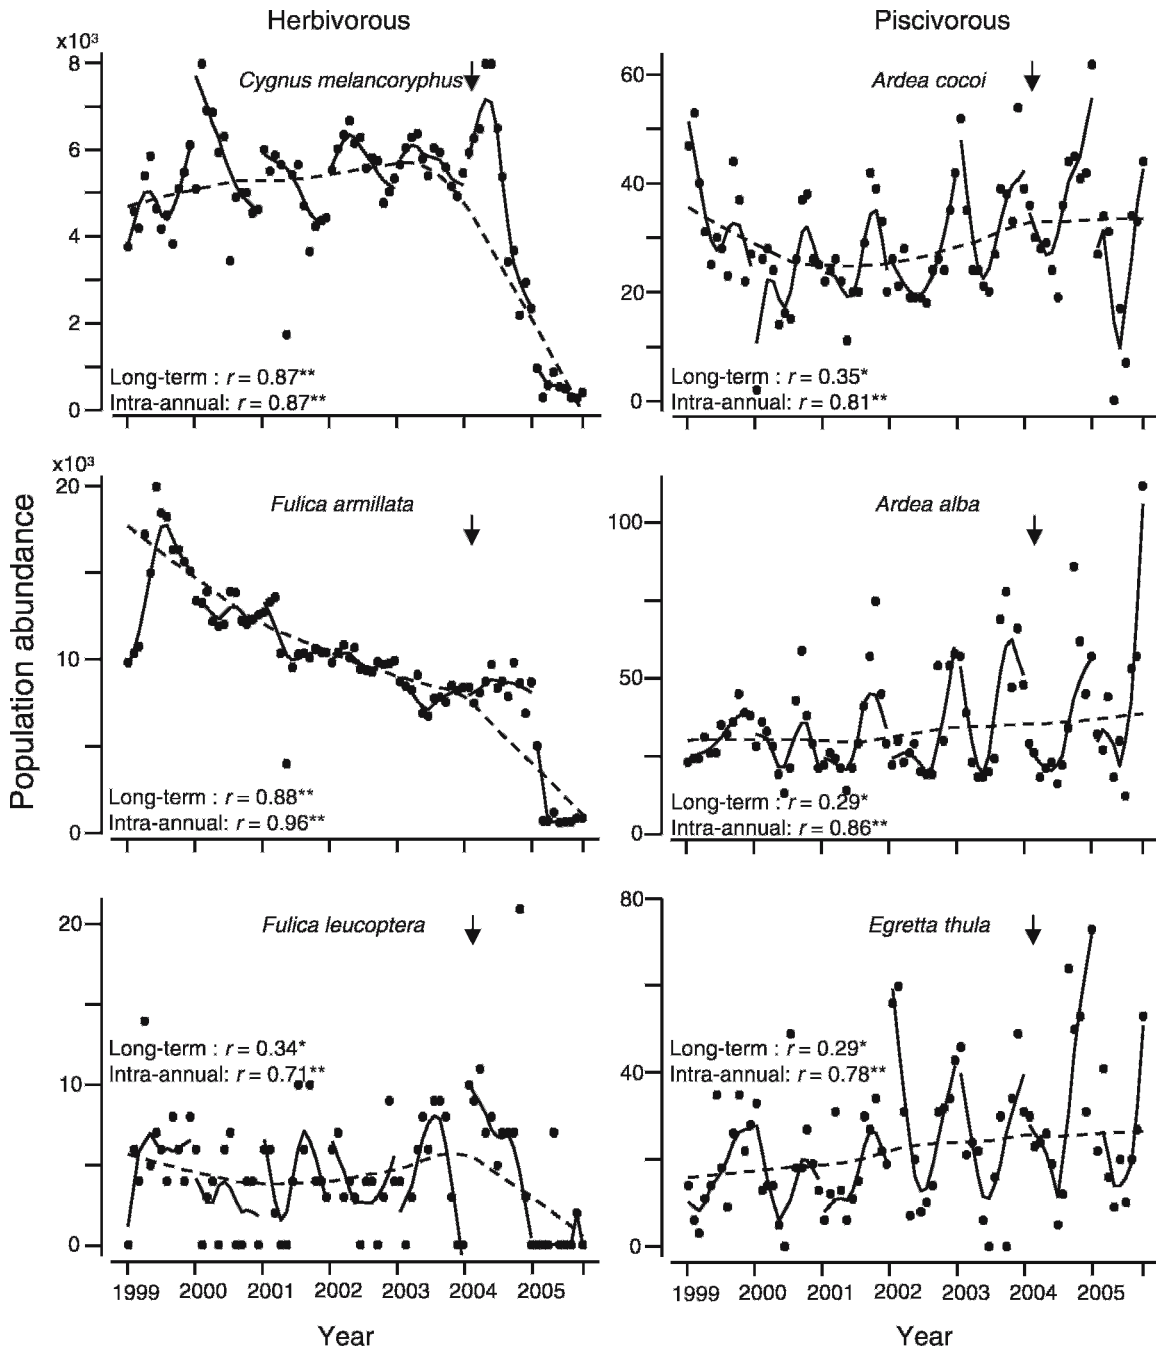 Herbivorous
Piscivorous
x10³
Cygnus melancoryphus
8
6
4
2
0
Long-term : r = 0.87**
Intra-annual: r = 0.87**
Ardea cocoi
60
40
20
0
Long-term : r = 0.35*
Intra-annual: r = 0.81**
Population abundance
x10³
Fulica armillata
20
10
0
Long-term : r = 0.88**
Intra-annual: r = 0.96**
Ardea alba
100
50
0
Long-term : r = 0.29*
Intra-annual: r = 0.86**
Fulica leucoptera
20
10
0
Long-term : r = 0.34*
Intra-annual: r = 0.71**
1999 2000 2001 2002 2003 2004 2005
Year
Egretta thula
80
40
0
Long-term : r = 0.29*
Intra-annual: r = 0.78**
1999 2000 2001 2002 2003 2004 2005
Year